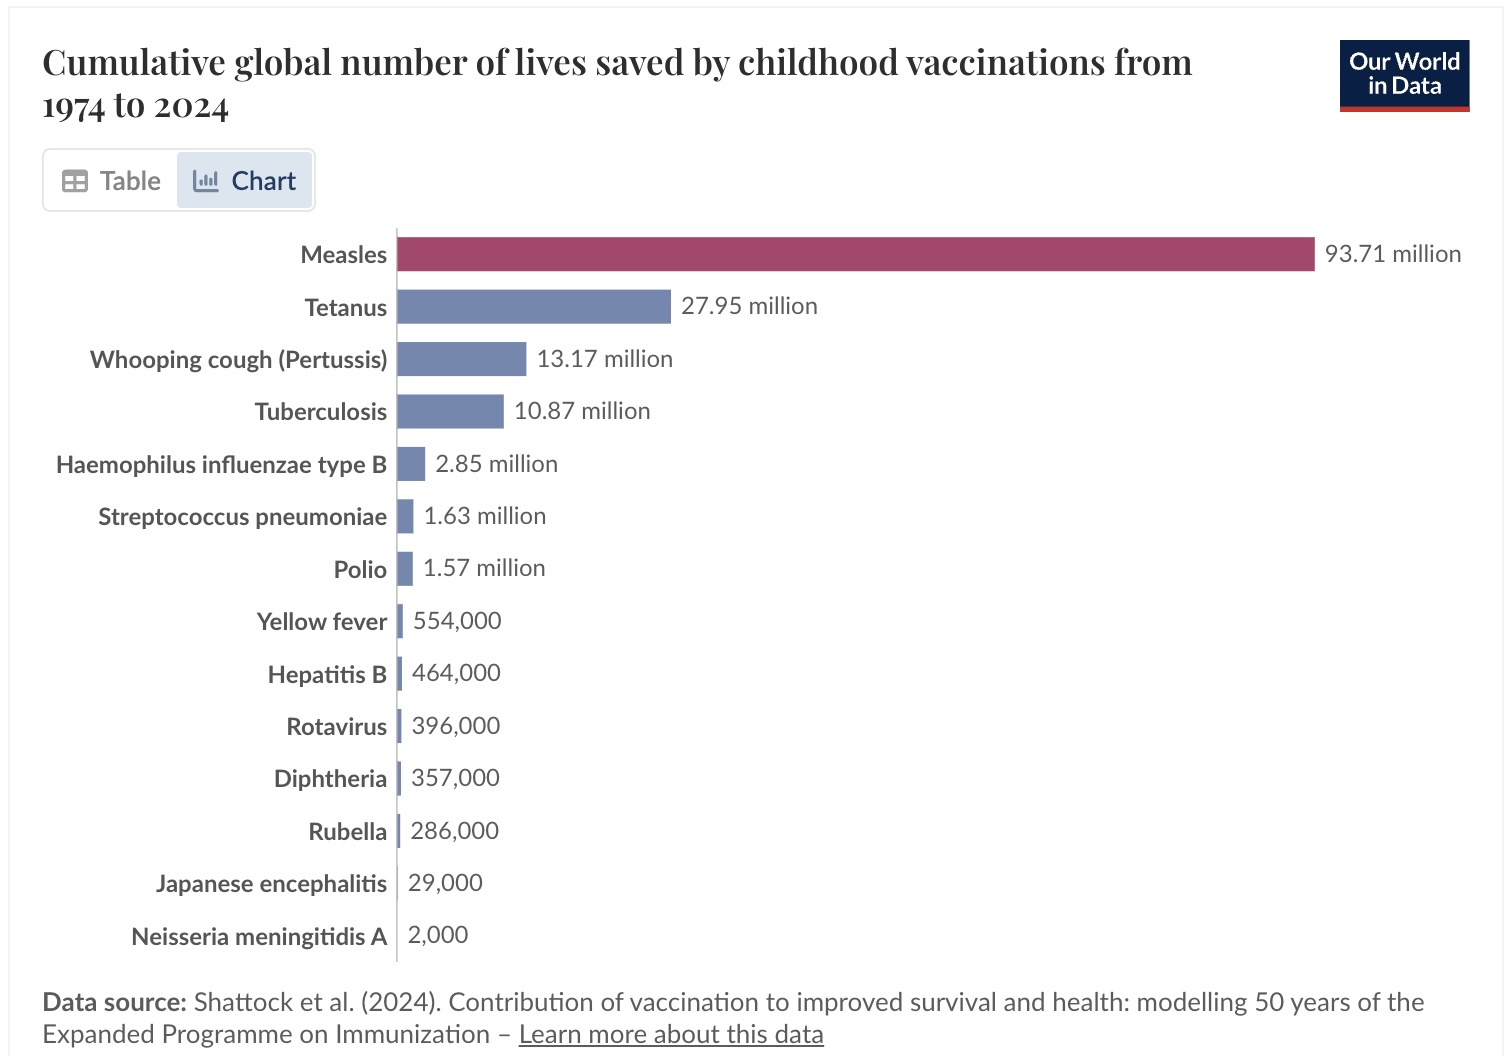 Cumulative global number of lives saved by childhood vaccinations from
1974 to 2024
Our World
in Data
Table
Chart
Measles 93.71 million
Tetanus 27.95 million
Whooping cough (Pertussis) 13.17 million
Tuberculosis 10.87 million
Haemophilus influenzae type B 2.85 million
Streptococcus pneumoniae 1.63 million
Polio 1.57 million
Yellow fever 554,000
Hepatitis B 464,000
Rotavirus 396,000
Diphtheria 357,000
Rubella 286,000
Japanese encephalitis 29,000
Neisseria meningitidis A 2,000
Data source: Shattock et al. (2024). Contribution of vaccination to improved survival and health: modelling 50 years of the
Expanded Programme on Immunization – Learn more about this data